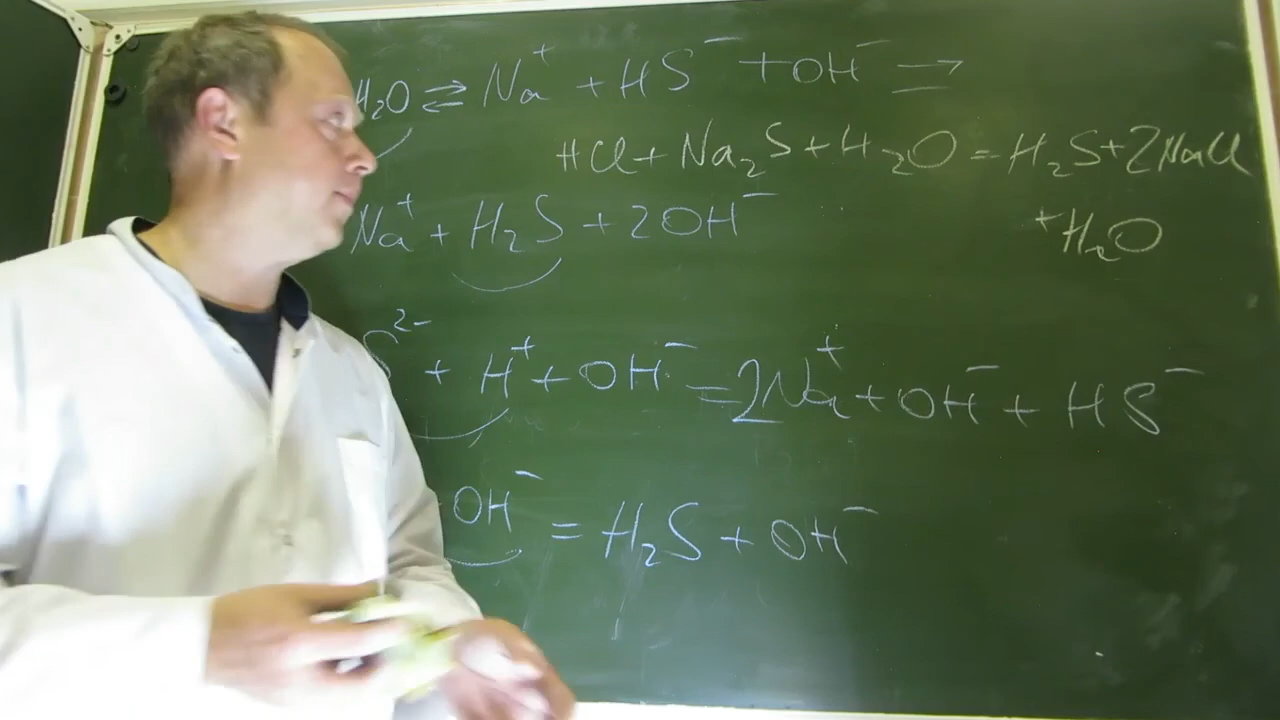 H₂O ⇄ Na⁺ + HS⁻ + OH⁻ →
HCl + Na₂S + H₂O = H₂S + 2NaCl
+ H₂O
Na⁺ + H₂S + 2OH⁻
S²⁻ + H⁺ + OH⁻ = 2Na⁺ + OH⁻ + HS⁻
OH⁻ = H₂S + OH⁻